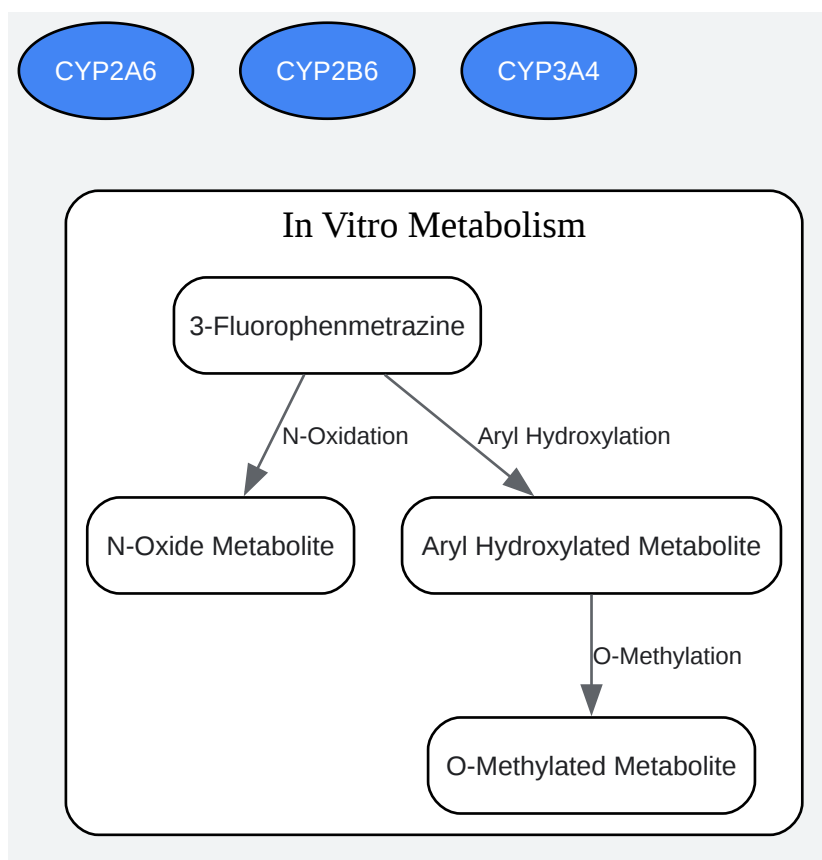 CYP2A6
CYP2B6
CYP3A4
In Vitro Metabolism
3-Fluorophenmetrazine
N-Oxidation
Aryl Hydroxylation
N-Oxide Metabolite
Aryl Hydroxylated Metabolite
O-Methylation
O-Methylated Metabolite